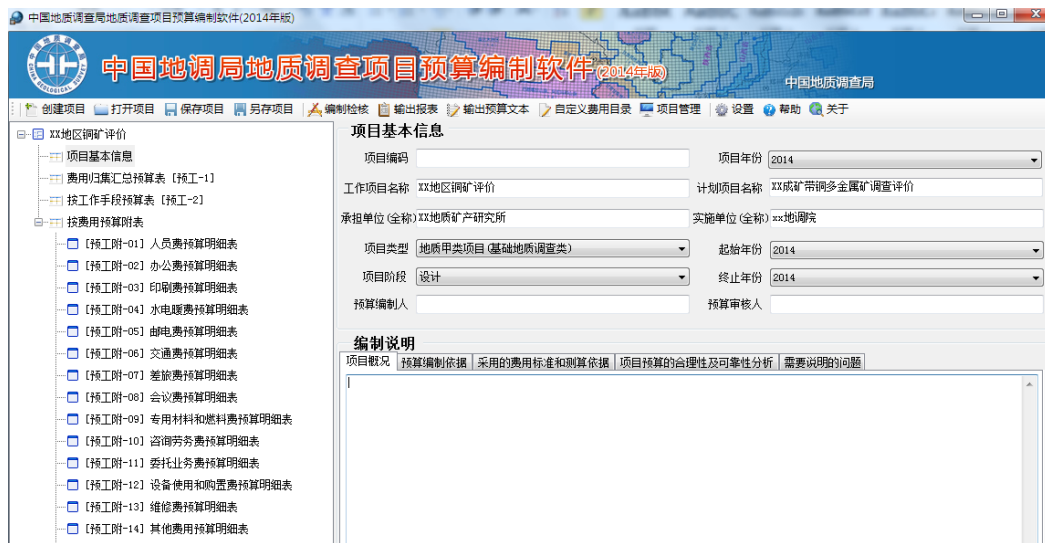 中国地质调查局地质调查项目预算编制软件(2014年版)
中国地调局地质调查项目预算编制软件(2014年版)
中国地质调查局
创建项目 打开项目 保存项目 另存项目 编制检核 输出报表 输出预算文本 自定义费用目录 项目管理 设置 帮助 关于
XX地区铜矿评价
项目基本信息
费用归集汇总预算表 [预工-1]
按工作手段预算表 [预工-2]
按费用预算附表
[预工附-01] 人员费预算明细表
[预工附-02] 办公费预算明细表
[预工附-03] 印刷费预算明细表
[预工附-04] 水电暖费预算明细表
[预工附-05] 邮电费预算明细表
[预工附-06] 交通费预算明细表
[预工附-07] 差旅费预算明细表
[预工附-08] 会议费预算明细表
[预工附-09] 专用材料和燃料费预算明细表
[预工附-10] 咨询劳务费预算明细表
[预工附-11] 委托业务费预算明细表
[预工附-12] 设备使用和购置费预算明细表
[预工附-13] 维修费预算明细表
[预工附-14] 其他费用预算明细表
项目基本信息
项目编码 项目年份 2014
工作项目名称 XX地区铜矿评价 计划项目名称 XX成矿带铜多金属矿调查评价
承担单位(全称) XX地质矿产研究所 实施单位(全称) xx地调院
项目类型 地质甲类项目(基础地质调查类) 起始年份 2014
项目阶段 设计 终止年份 2014
预算编制人 预算审核人
编制说明
项目概况 预算编制依据 采用的费用标准和测算依据 项目预算的合理性及可靠性分析 需要说明的问题